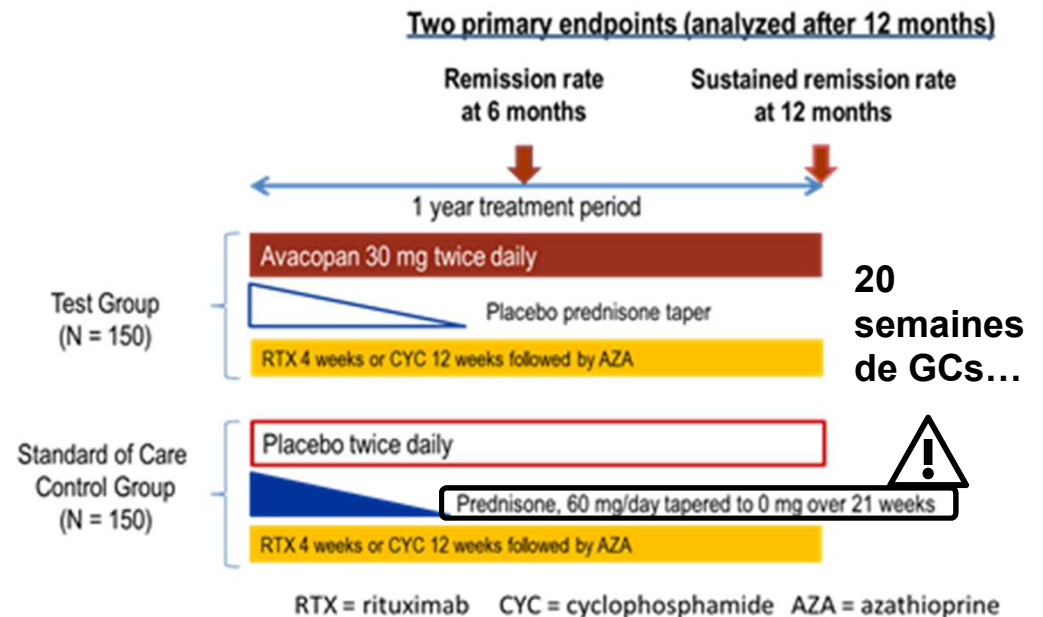 Two primary endpoints (analyzed after 12 months)
Remission rate
at 6 months
Sustained remission rate
at 12 months
1 year treatment period
Test Group
(N = 150)
Avacopan 30 mg twice daily
Placebo prednisone taper
RTX 4 weeks or CYC 12 weeks followed by AZA
20
semaines
de GCs…
Standard of Care
Control Group
(N = 150)
Placebo twice daily
!
Prednisone, 60 mg/day tapered to 0 mg over 21 weeks
RTX 4 weeks or CYC 12 weeks followed by AZA
RTX = rituximab CYC = cyclophosphamide AZA = azathioprine